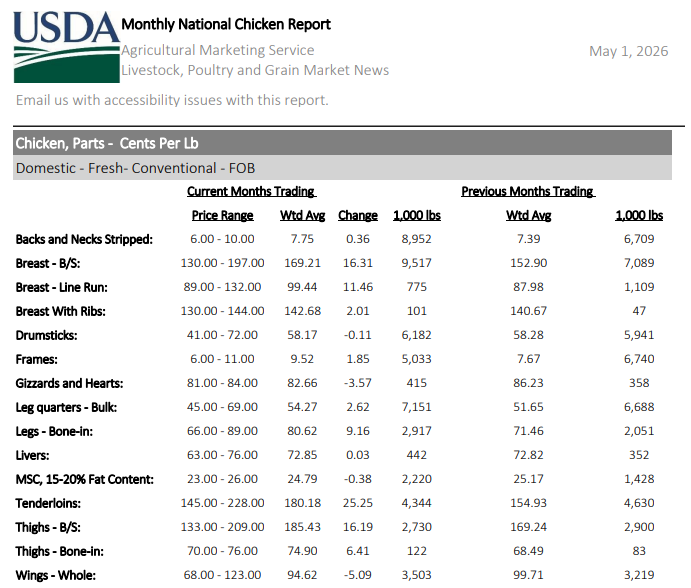 USDA
Monthly National Chicken Report
Agricultural Marketing Service
May 1, 2026
Livestock, Poultry and Grain Market News
Email us with accessibility issues with this report.
Chicken, Parts - Cents Per Lb
Domestic - Fresh- Conventional - FOB
Current Months Trading Previous Months Trading
Price Range Wtd Avg Change 1,000 lbs Wtd Avg 1,000 lbs
Backs and Necks Stripped: 6.00 - 10.00 7.75 0.36 8,952 7.39 6,709
Breast - B/S: 130.00 - 197.00 169.21 16.31 9,517 152.90 7,089
Breast - Line Run: 89.00 - 132.00 99.44 11.46 775 87.98 1,109
Breast With Ribs: 130.00 - 144.00 142.68 2.01 101 140.67 47
Drumsticks: 41.00 - 72.00 58.17 -0.11 6,182 58.28 5,941
Frames: 6.00 - 11.00 9.52 1.85 5,033 7.67 6,740
Gizzards and Hearts: 81.00 - 84.00 82.66 -3.57 415 86.23 358
Leg quarters - Bulk: 45.00 - 69.00 54.27 2.62 7,151 51.65 6,688
Legs - Bone-in: 66.00 - 89.00 80.62 9.16 2,917 71.46 2,051
Livers: 63.00 - 76.00 72.85 0.03 442 72.82 352
MSC, 15-20% Fat Content: 23.00 - 26.00 24.79 -0.38 2,220 25.17 1,428
Tenderloins: 145.00 - 228.00 180.18 25.25 4,344 154.93 4,630
Thighs - B/S: 133.00 - 209.00 185.43 16.19 2,730 169.24 2,900
Thighs - Bone-in: 70.00 - 76.00 74.90 6.41 122 68.49 83
Wings - Whole: 68.00 - 123.00 94.62 -5.09 3,503 99.71 3,219